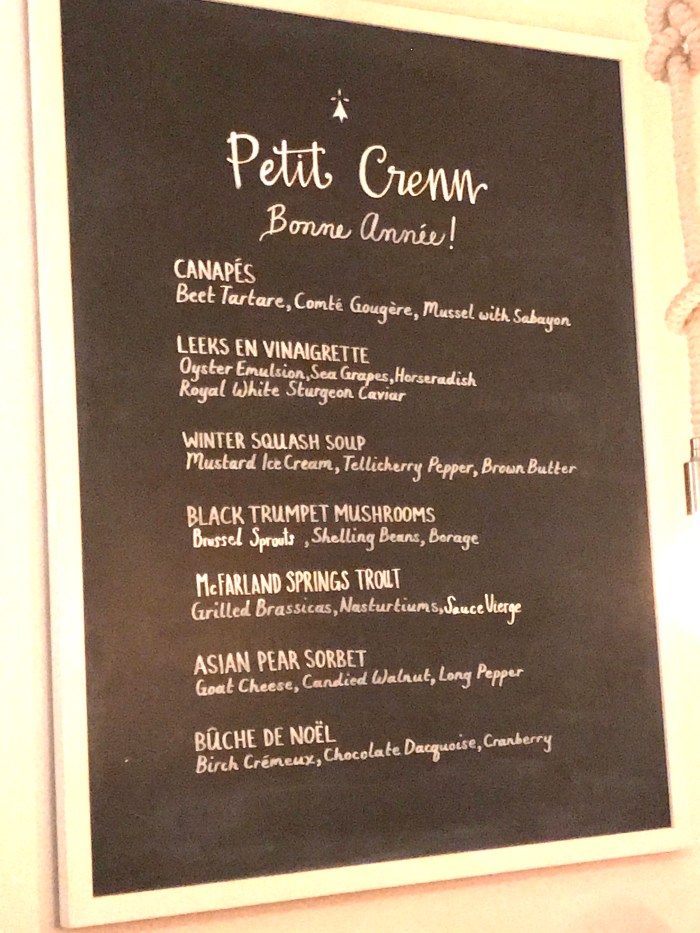 Petit Crenn
Bonne Année!
CANAPÉS
Beet Tartare, Comté Gougère, Mussel with Sabayon
LEEKS EN VINAIGRETTE
Oyster Emulsion, Sea Grapes, Horseradish
Royal White Sturgeon Caviar
WINTER SQUASH SOUP
Mustard Ice Cream, Tellicherry Pepper, Brown Butter
BLACK TRUMPET MUSHROOMS
Brussel Sprouts, Shelling Beans, Borage
McFARLAND SPRINGS TROUT
Grilled Brassicas, Nasturtiums, Sauce Vierge
ASIAN PEAR SORBET
Goat Cheese, Candied Walnut, Long Pepper
BÛCHE DE NOËL
Birch Crémeux, Chocolate Dacquoise, Cranberry